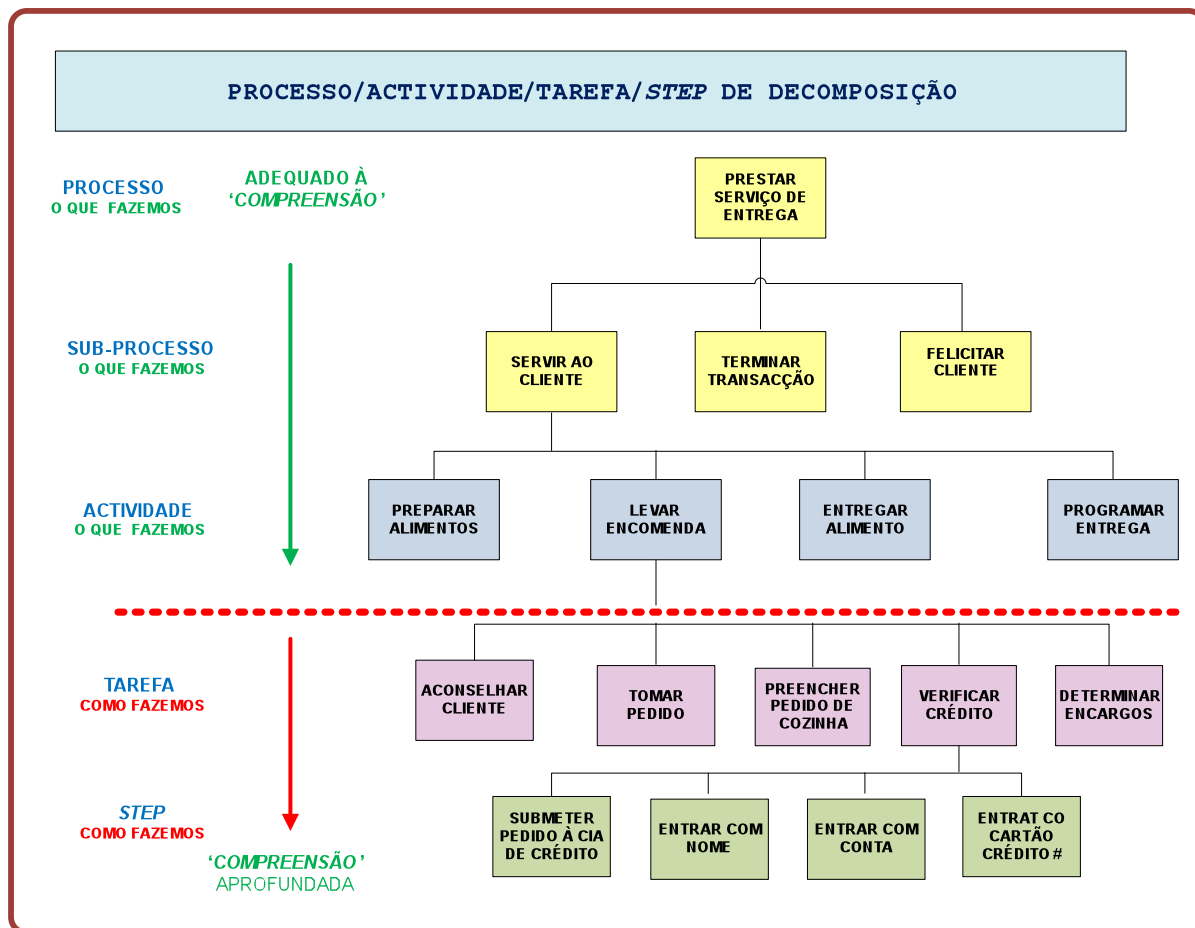 PROCESSO/ACTIVIDADE/TAREFA/STEP DE DECOMPOSIÇÃO
PROCESSO
O QUE FAZEMOS
ADEQUADO À
‘COMPREENSÃO’
PRESTAR
SERVIÇO DE
ENTREGA
SUB-PROCESSO
O QUE FAZEMOS
SERVIR AO
CLIENTE
TERMINAR
TRANSACÇÃO
FELICITAR
CLIENTE
ACTIVIDADE
O QUE FAZEMOS
PREPARAR
ALIMENTOS
LEVAR
ENCOMENDA
ENTREGAR
ALIMENTO
PROGRAMAR
ENTREGA
TAREFA
COMO FAZEMOS
ACONSELHAR
CLIENTE
TOMAR
PEDIDO
PREENCHER
PEDIDO DE
COZINHA
VERIFICAR
CRÉDITO
DETERMINAR
ENCARGOS
STEP
COMO FAZEMOS
SUBMETER
PEDIDO À CIA
DE CRÉDITO
ENTRAR COM
NOME
ENTRAR COM
CONTA
ENTRAT CO
CARTÃO
CRÉDITO #
‘COMPREENSÃO’
APROFUNDADA